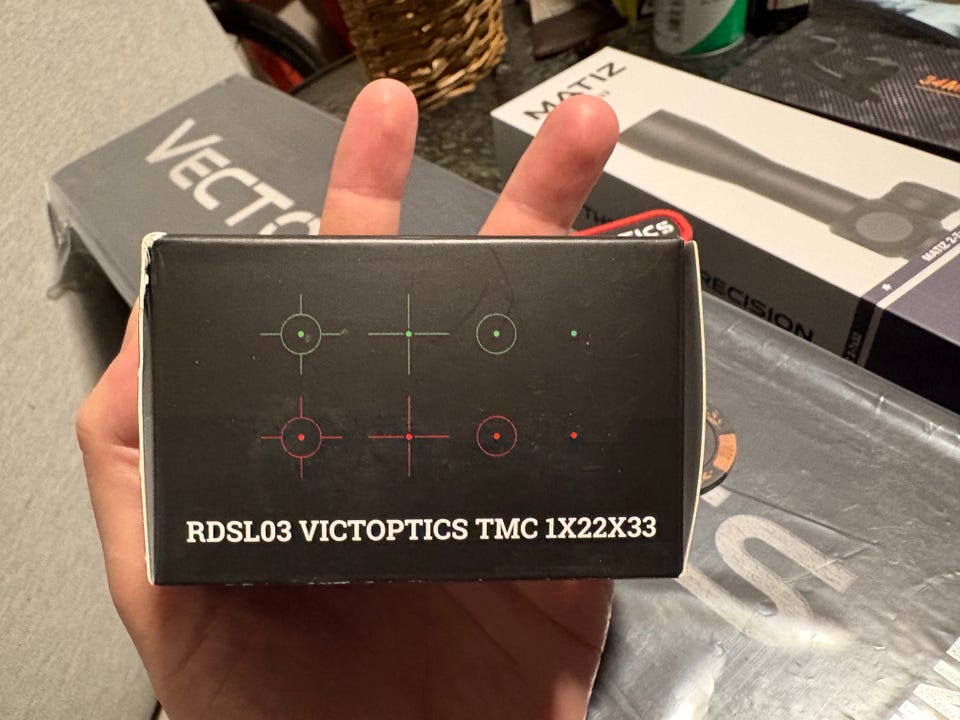 MATIZ
VECTO
TICS
RECISION
RDSL03 VICTOPTICS TMC 1X22X33
S